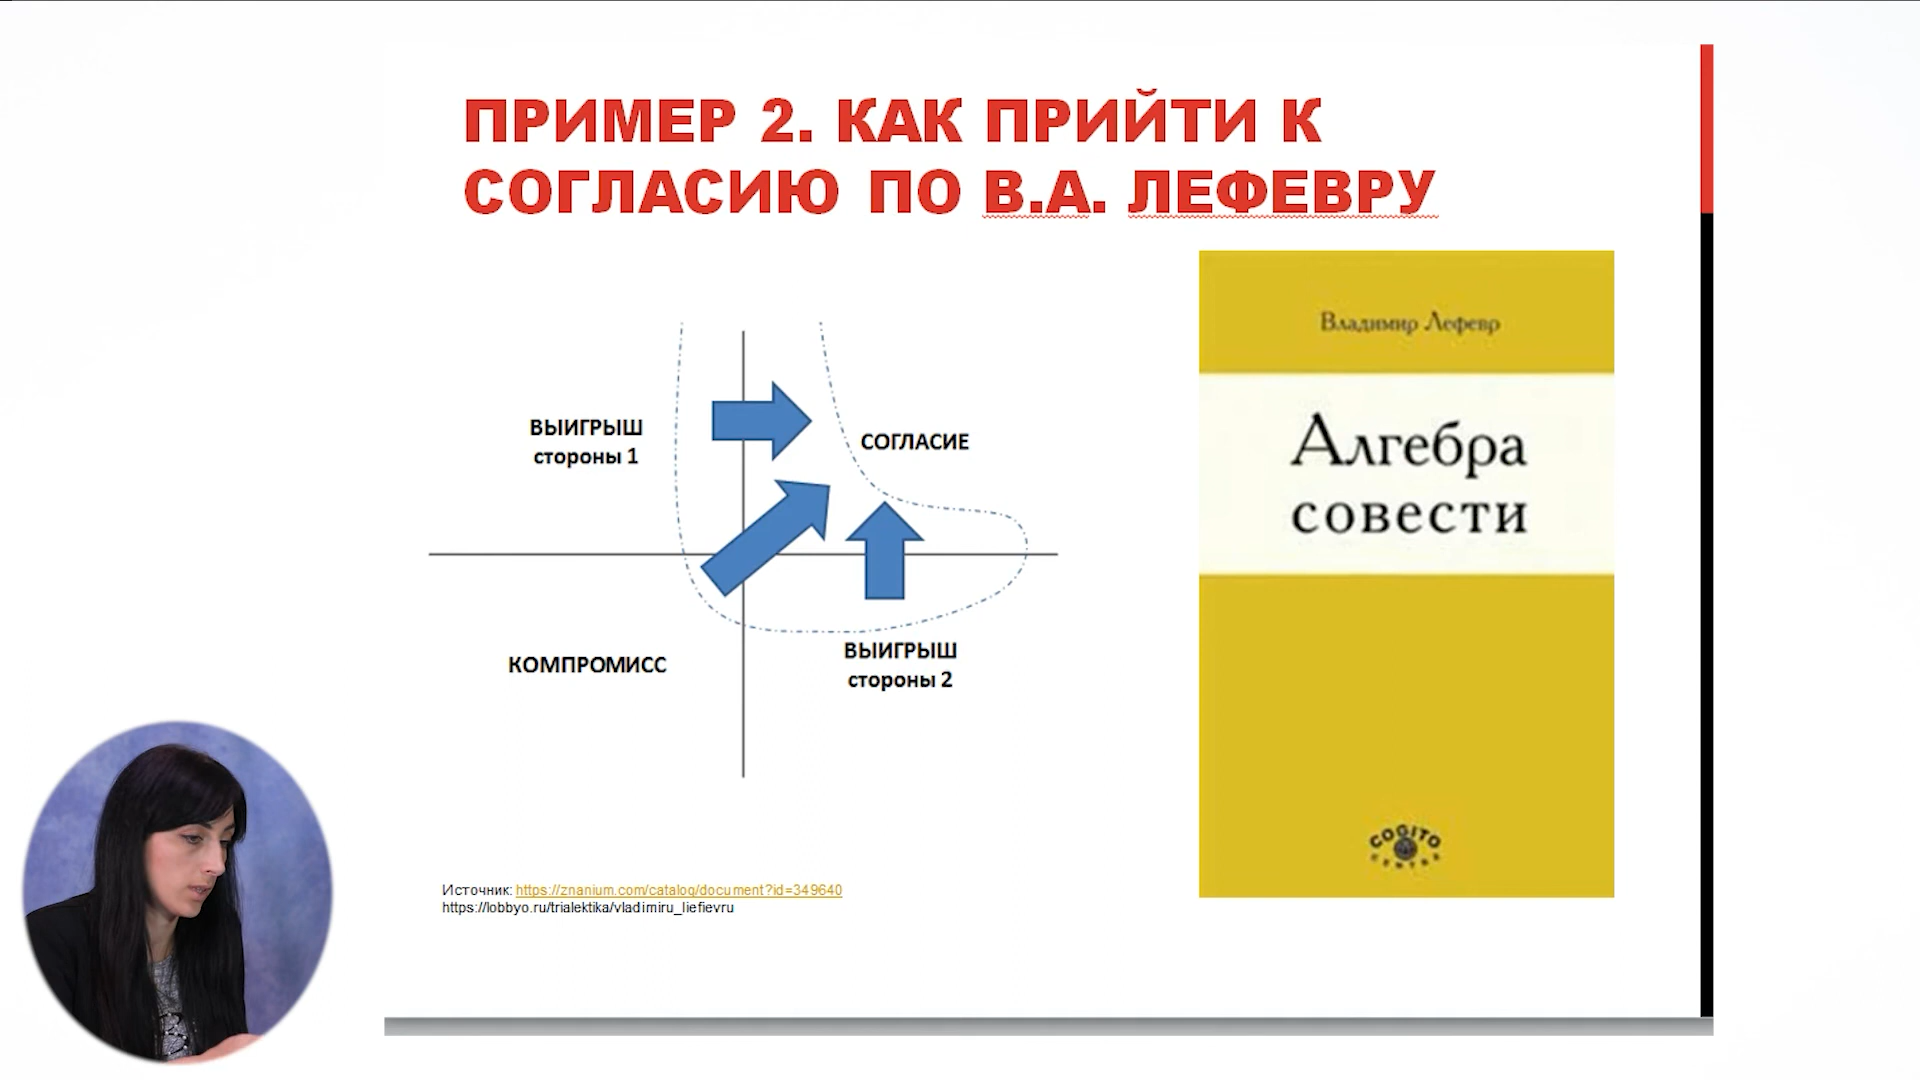 ПРИМЕР 2. КАК ПРИЙТИ К
СОГЛАСИЮ ПО В.А. ЛЕФЕВРУ
ВЫИГРЫШ
стороны 1
СОГЛАСИЕ
КОМПРОМИСС
ВЫИГРЫШ
стороны 2
Владимир Лефевр
Алгебра
совести
COGITO
CENTRE
Источник: https://znanium.com/catalog/document?id=349640
https://lobbyo.ru/trialektika/vladimiru_liefievru